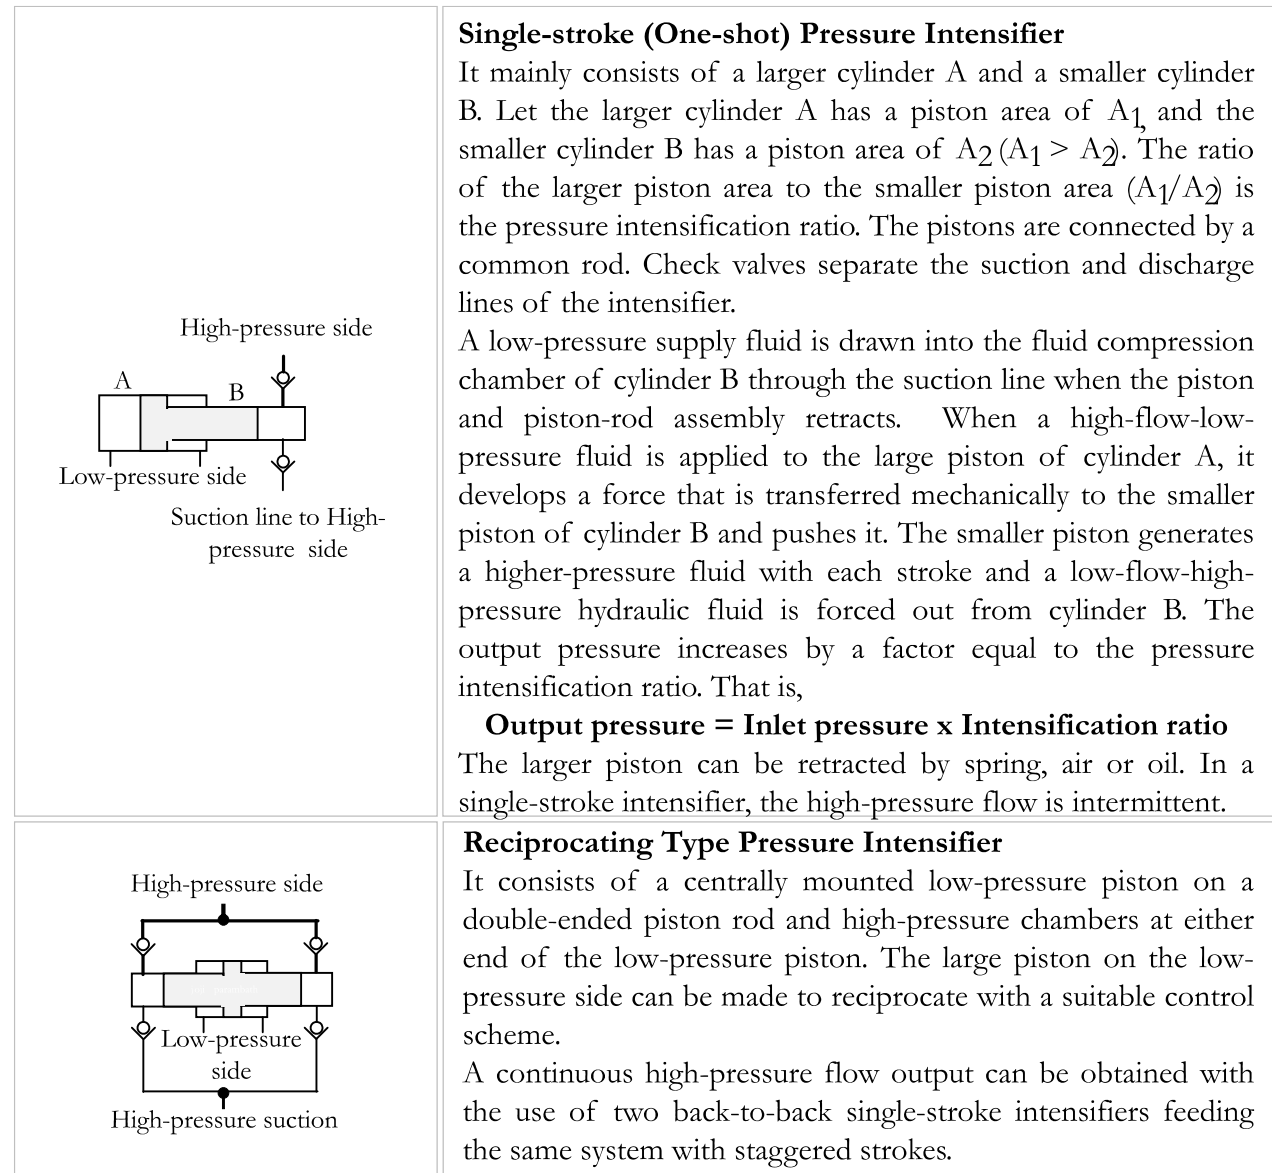 Single-stroke (One-shot) Pressure Intensifier
It mainly consists of a larger cylinder A and a smaller cylinder
B. Let the larger cylinder A has a piston area of A1, and the
smaller cylinder B has a piston area of A2 (A1 > A2). The ratio
of the larger piston area to the smaller piston area (A1/A2) is
the pressure intensification ratio. The pistons are connected by a
common rod. Check valves separate the suction and discharge
lines of the intensifier.
A low-pressure supply fluid is drawn into the fluid compression
chamber of cylinder B through the suction line when the piston
and piston-rod assembly retracts. When a high-flow-low-
pressure fluid is applied to the large piston of cylinder A, it
develops a force that is transferred mechanically to the smaller
piston of cylinder B and pushes it. The smaller piston generates
a higher-pressure fluid with each stroke and a low-flow-high-
pressure hydraulic fluid is forced out from cylinder B. The
output pressure increases by a factor equal to the pressure
intensification ratio. That is,
Output pressure = Inlet pressure x Intensification ratio
The larger piston can be retracted by spring, air or oil. In a
single-stroke intensifier, the high-pressure flow is intermittent.
High-pressure side
A
B
Low-pressure side
Suction line to High-
pressure side
Reciprocating Type Pressure Intensifier
It consists of a centrally mounted low-pressure piston on a
double-ended piston rod and high-pressure chambers at either
end of the low-pressure piston. The large piston on the low-
pressure side can be made to reciprocate with a suitable control
scheme.
A continuous high-pressure flow output can be obtained with
the use of two back-to-back single-stroke intensifiers feeding
the same system with staggered strokes.
High-pressure side
Low-pressure
side
High-pressure suction